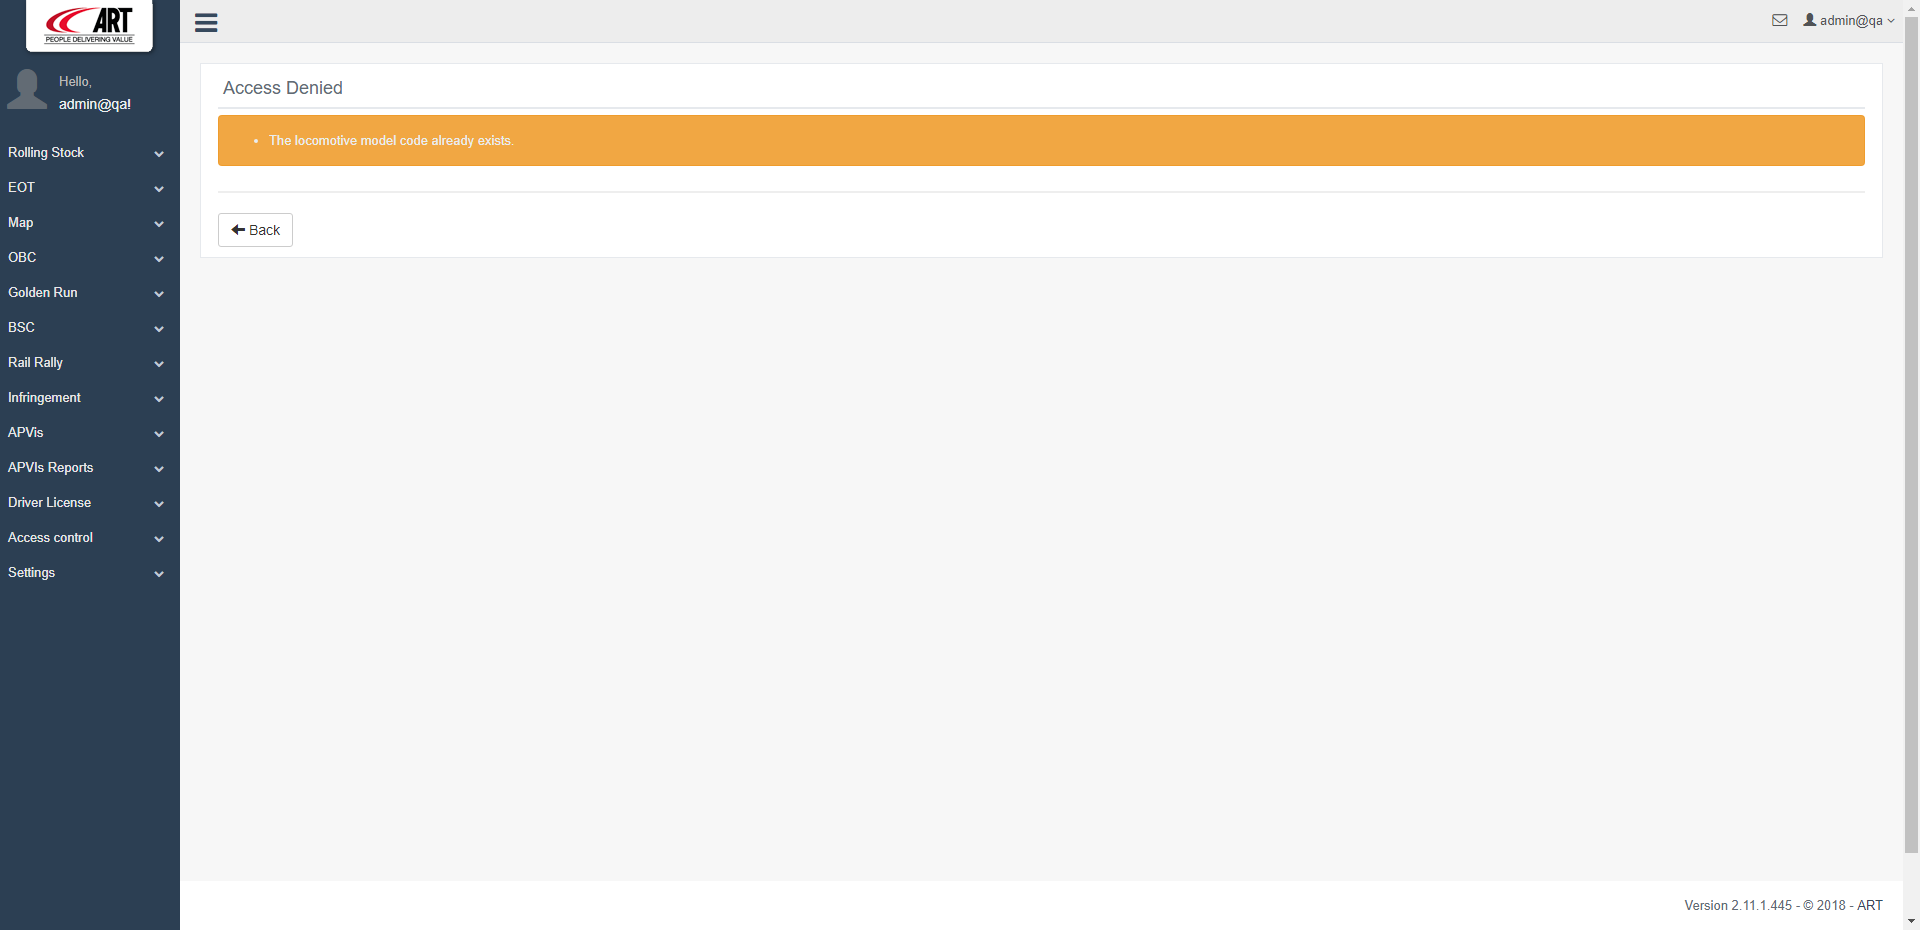 ART
PEOPLE DELIVERING VALUE
Hello,
admin@qa!
Rolling Stock
EOT
Map
OBC
Golden Run
BSC
Rail Rally
Infringement
APVis
APVIs Reports
Driver License
Access control
Settings
admin@qa
Access Denied
• The locomotive model code already exists.
Back
Version 2.11.1.445 - © 2018 - ART